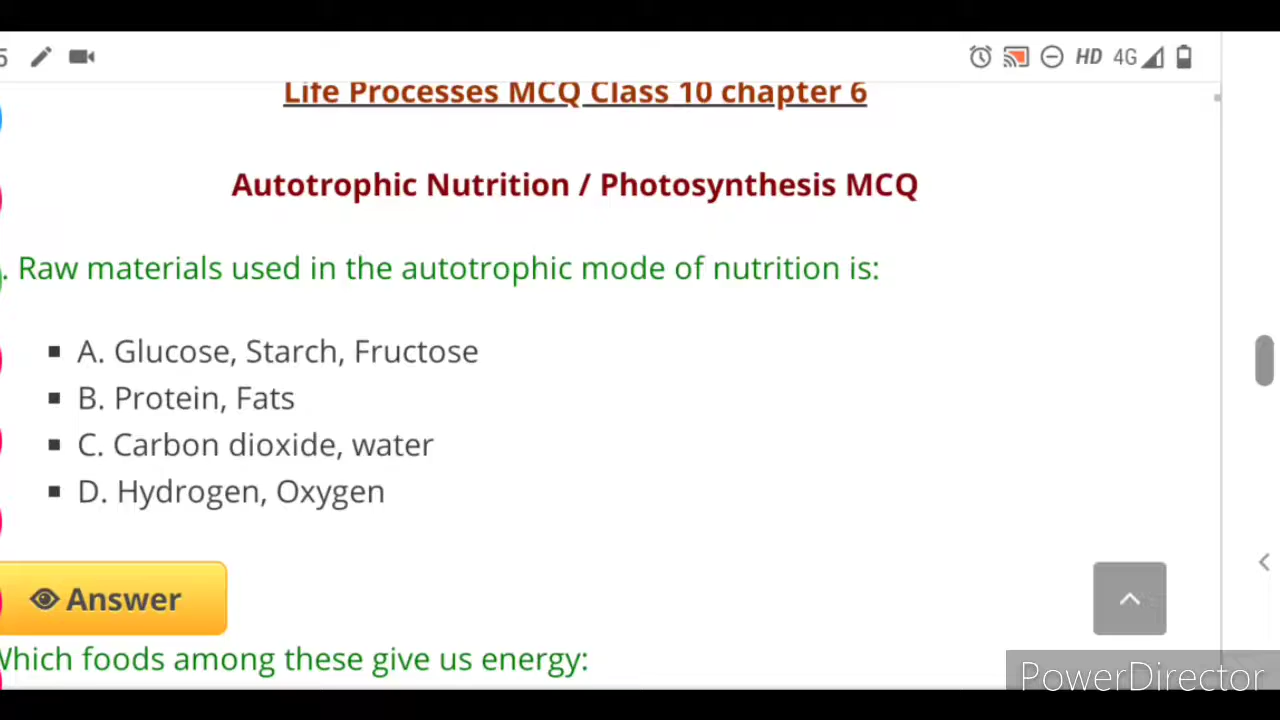 5 HD 4G
Life Processes MCQ Class 10 chapter 6
Autotrophic Nutrition / Photosynthesis MCQ
. Raw materials used in the autotrophic mode of nutrition is:
A. Glucose, Starch, Fructose
B. Protein, Fats
C. Carbon dioxide, water
D. Hydrogen, Oxygen
Answer
Which foods among these give us energy:
PowerDirector